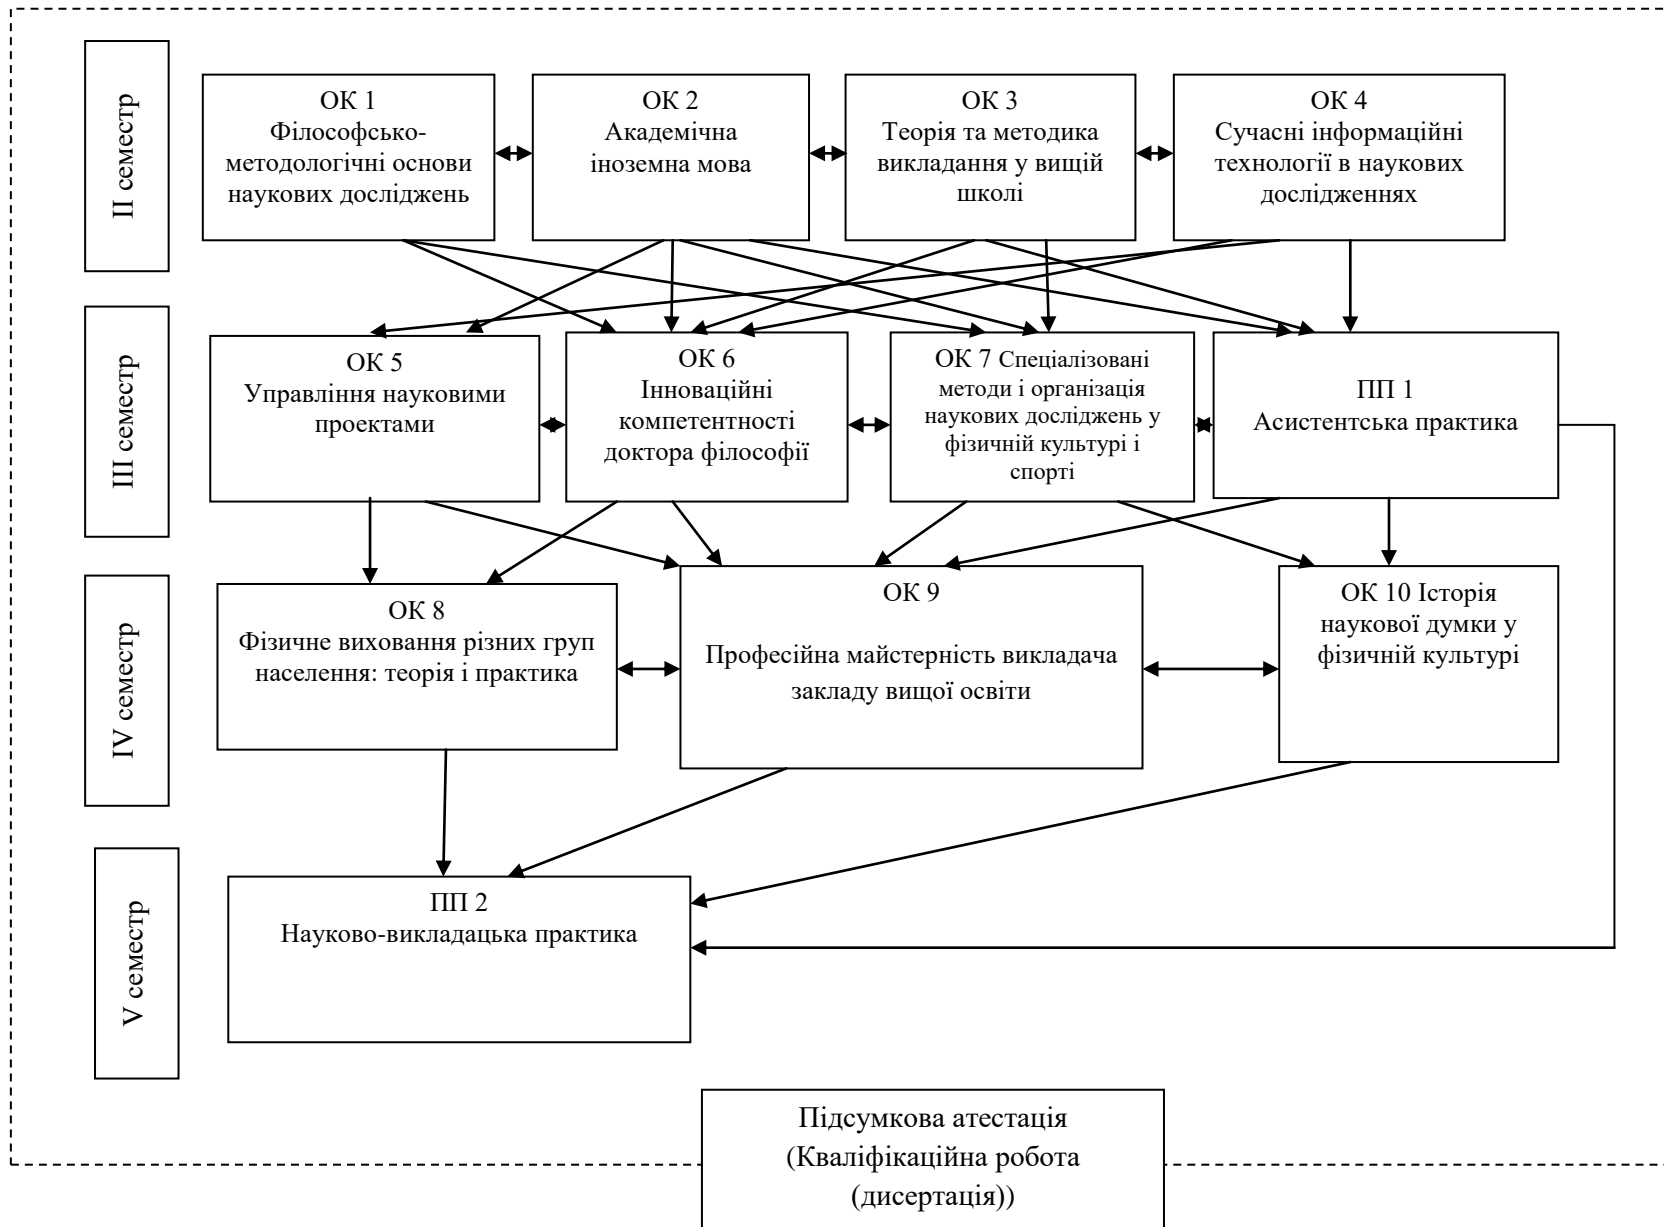 ІІ семестр
ОК 1
Філософсько-
методологічні основи
наукових досліджень
ОК 2
Академічна
іноземна мова
ОК 3
Теорія та методика
викладання у вищій
школі
ОК 4
Сучасні інформаційні
технології в наукових
дослідженнях
ІІІ семестр
ОК 5
Управління науковими
проектами
ОК 6
Інноваційні
компетентності
доктора філософії
ОК 7 Спеціалізовані
методи і організація
наукових досліджень у
фізичній культурі і
спорті
ПП 1
Асистентська практика
IV семестр
ОК 8
Фізичне виховання різних груп
населення: теорія і практика
ОК 9
Професійна майстерність викладача
закладу вищої освіти
ОК 10 Історія
наукової думки у
фізичній культурі
V семестр
ПП 2
Науково-викладацька практика
Підсумкова атестація
(Кваліфікаційна робота
(дисертація))